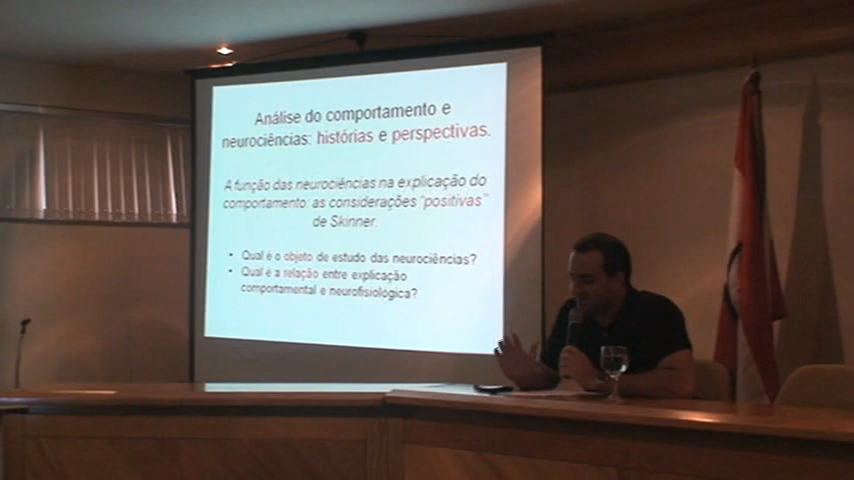 Análise do comportamento e
neurociências: histórias e perspectivas.
A função das neurociências na explicação do
comportamento: as considerações "positivas"
de Skinner.
• Qual é o objeto de estudo das neurociências?
• Qual é a relação entre explicação
comportamental e neurofisiológica?